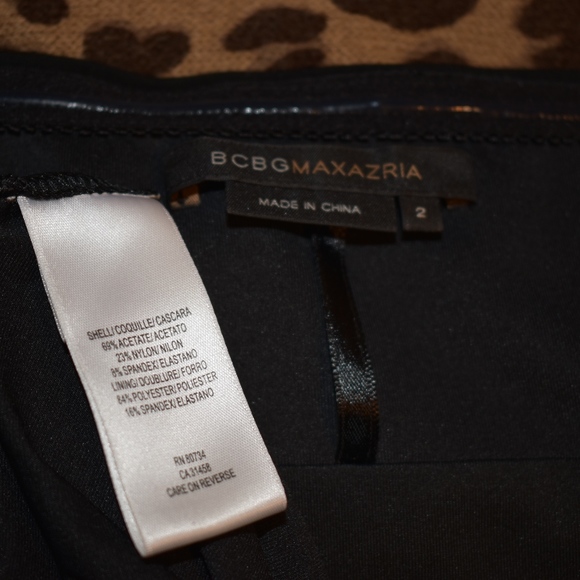 BCBGMAXAZRIA
MADE IN CHINA
2
SHELL/ COQUILLE/ CASCARA
69% ACETATE/ ACETATO
23% NYLON/ NILON
8% SPANDEX/ ELASTANO
LINING/ DOUBLURE/ FORRO
84% POLYESTER/ POLIESTER
16% SPANDEX/ ELASTANO
RN 80734
CA 31458
CARE ON REVERSE